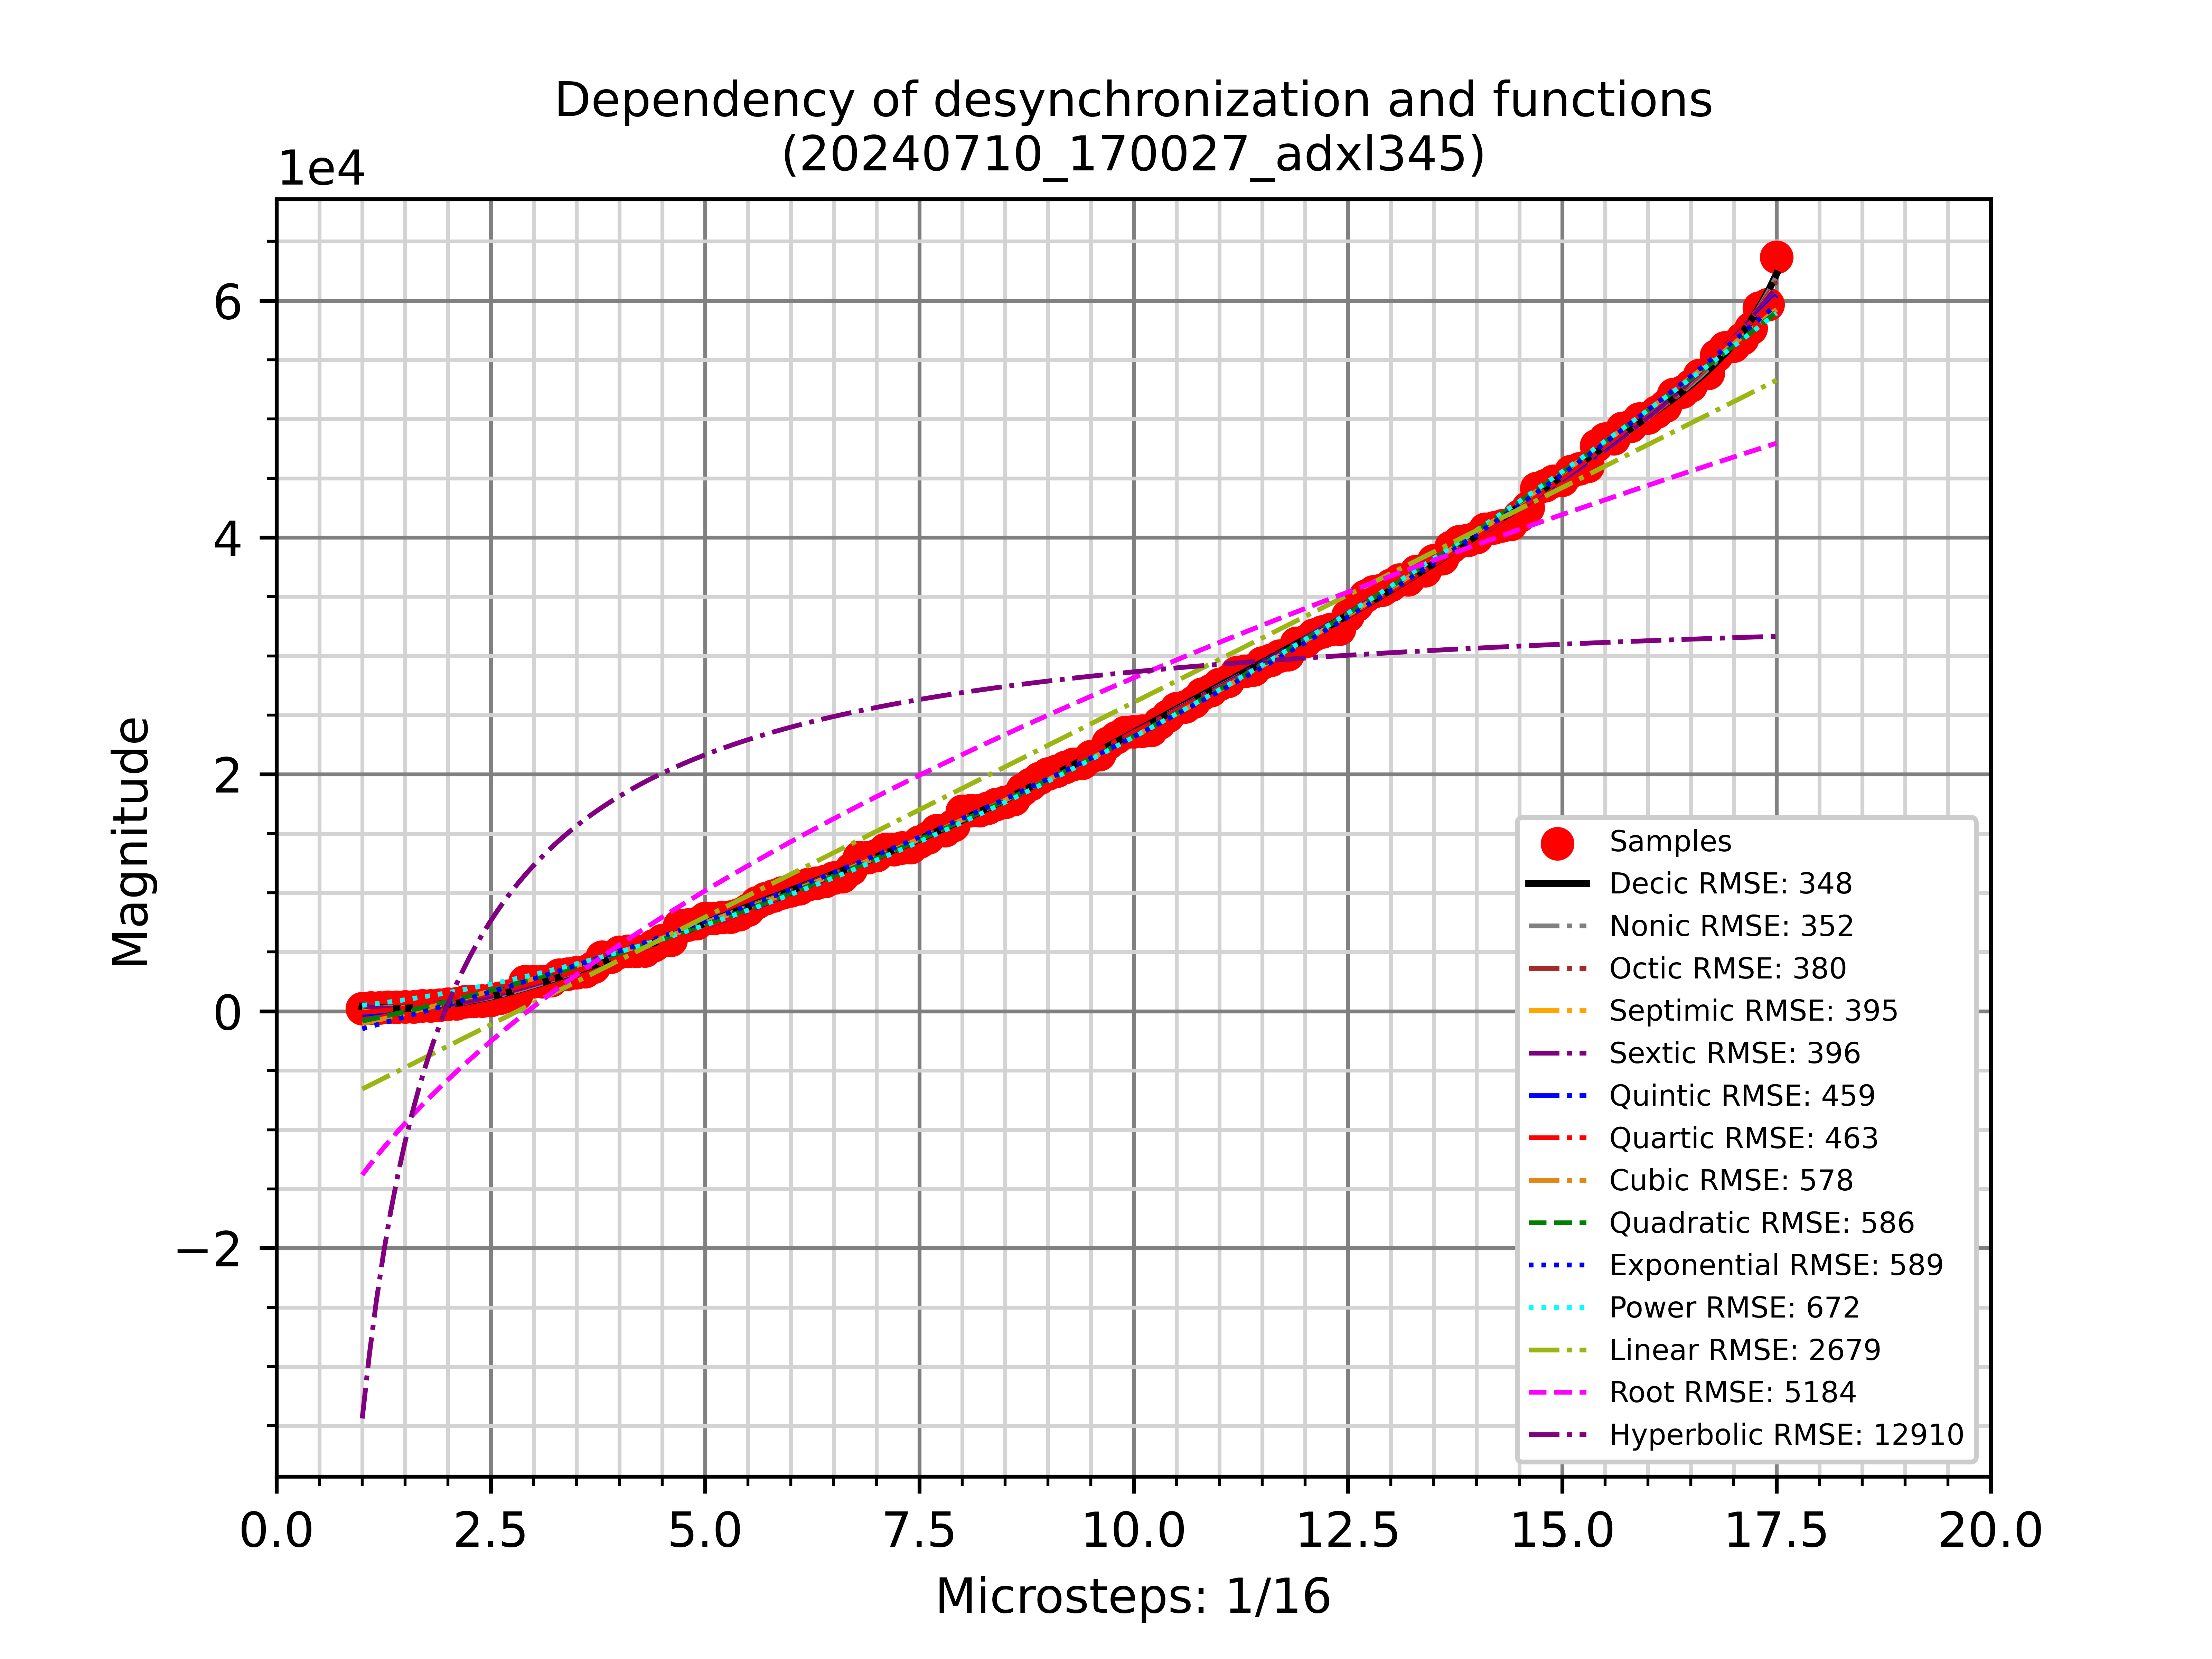 Dependency of desynchronization and functions
(20240710_170027_adxl345)
1e4
6
4
2
0
−2
Magnitude
Samples
Decic RMSE: 348
Nonic RMSE: 352
Octic RMSE: 380
Septimic RMSE: 395
Sextic RMSE: 396
Quintic RMSE: 459
Quartic RMSE: 463
Cubic RMSE: 578
Quadratic RMSE: 586
Exponential RMSE: 589
Power RMSE: 672
Linear RMSE: 2679
Root RMSE: 5184
Hyperbolic RMSE: 12910
0.0 2.5 5.0 7.5 10.0 12.5 15.0 17.5 20.0
Microsteps: 1/16